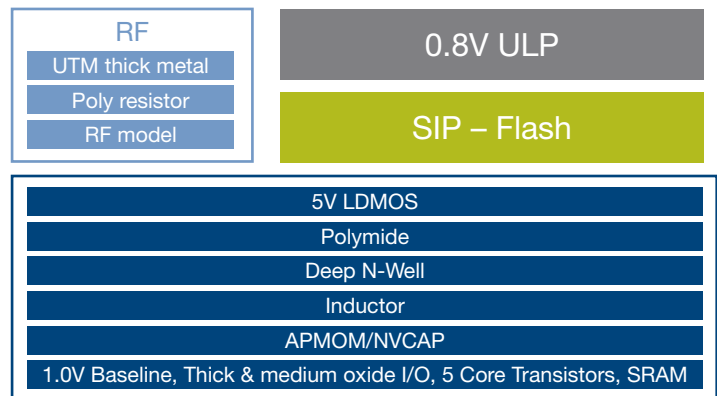 RF
UTM thick metal
Poly resistor
RF model
0.8V ULP
SIP – Flash
5V LDMOS
Polymide
Deep N-Well
Inductor
APMOM/NVCAP
1.0V Baseline, Thick & medium oxide I/O, 5 Core Transistors, SRAM